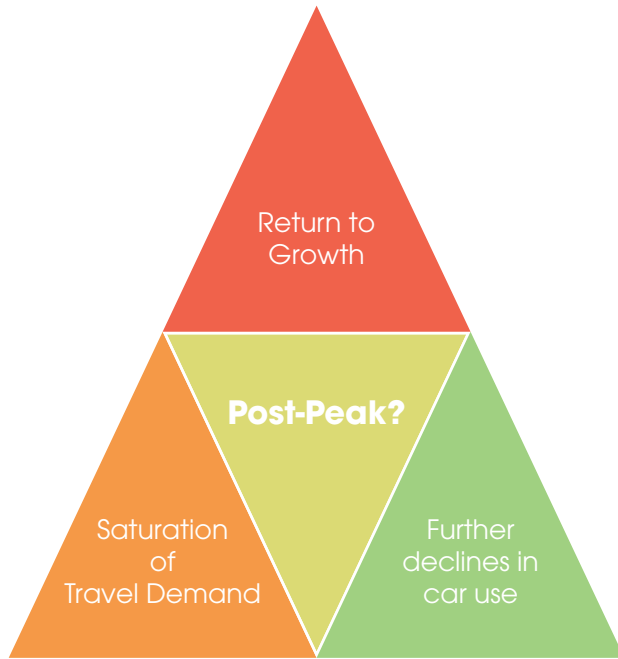 Return to
Growth
Post-Peak?
Saturation
of
Travel Demand
Further
declines in
car use